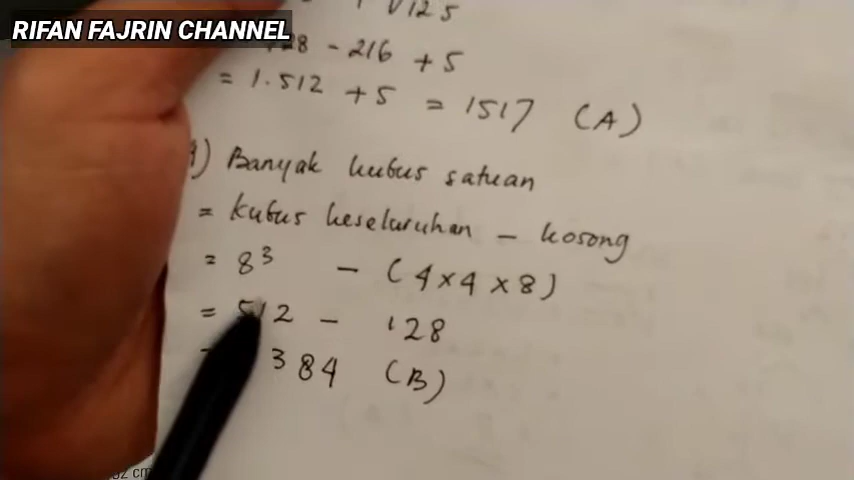 RIFAN FAJRIN CHANNEL
√125
28 - 216 + 5
= 1.512 + 5 = 1517 (A)
) Banyak kubus satuan
= kubus keseluruhan - kosong
= 8³ - (4 x 4 x 8)
= 512 - 128
384 (B)